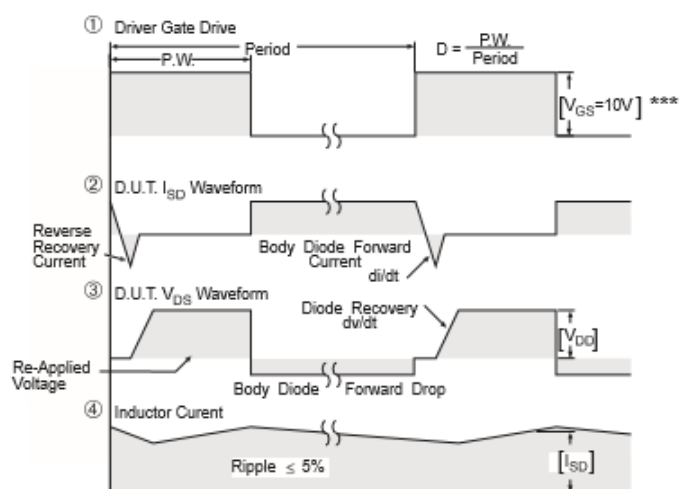 ① Driver Gate Drive
Period
P.W.
D = P.W.
Period
[VGS=10V] ***
② D.U.T. ISD Waveform
Reverse
Recovery
Current
Body Diode Forward
Current
di/dt
③ D.U.T. VDS Waveform
Diode Recovery
dv/dt
[VDD]
Re-Applied
Voltage
Body Diode Forward Drop
④ Inductor Curent
Ripple ≤ 5%
[ISD]